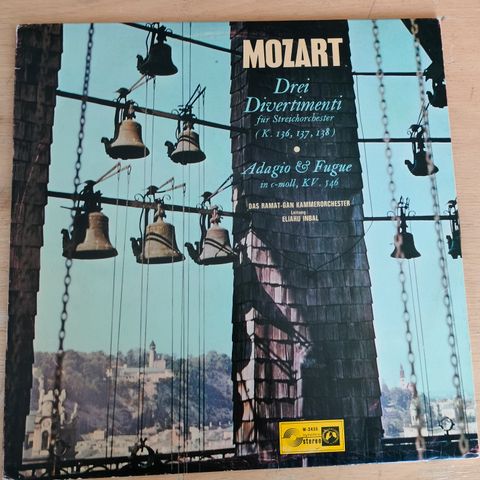 MOZART
Drei
Divertimenti
für Streichorchester
(K. 136, 137, 138)
Adagio & Fugue
in c-moll, KV. 546
DAS RAMAT-GAN KAMMERORCHESTER
Leitung
ELIAHU INBAL
stereo